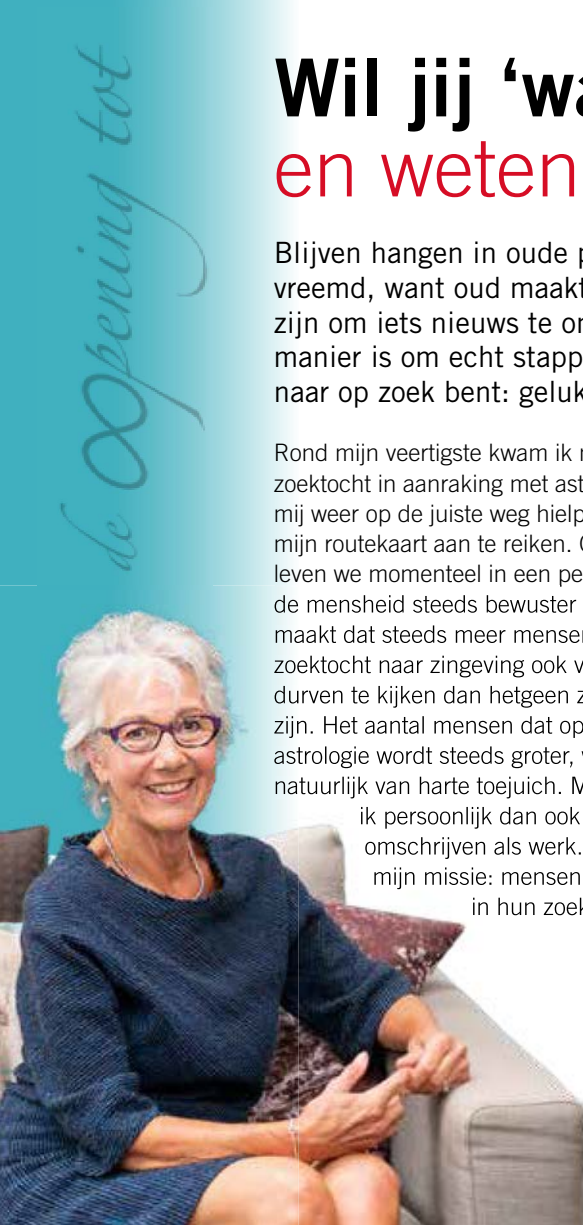 de Opening tot
Wil jij ‘wa
en weten
Blijven hangen in oude p
vreemd, want oud maakt
zijn om iets nieuws te on
manier is om echt stapp
naar op zoek bent: geluk
Rond mijn veertigste kwam ik
zoektocht in aanraking met ast
mij weer op de juiste weg hielp
mijn routekaart aan te reiken.
leven we momenteel in een pe
de mensheid steeds bewuster
maakt dat steeds meer mensen
zoektocht naar zingeving ook v
durven te kijken dan hetgeen z
zijn. Het aantal mensen dat op
astrologie wordt steeds groter,
natuurlijk van harte toejuich. M
ik persoonlijk dan ook
omschrijven als werk.
mijn missie: mensen
in hun zoek